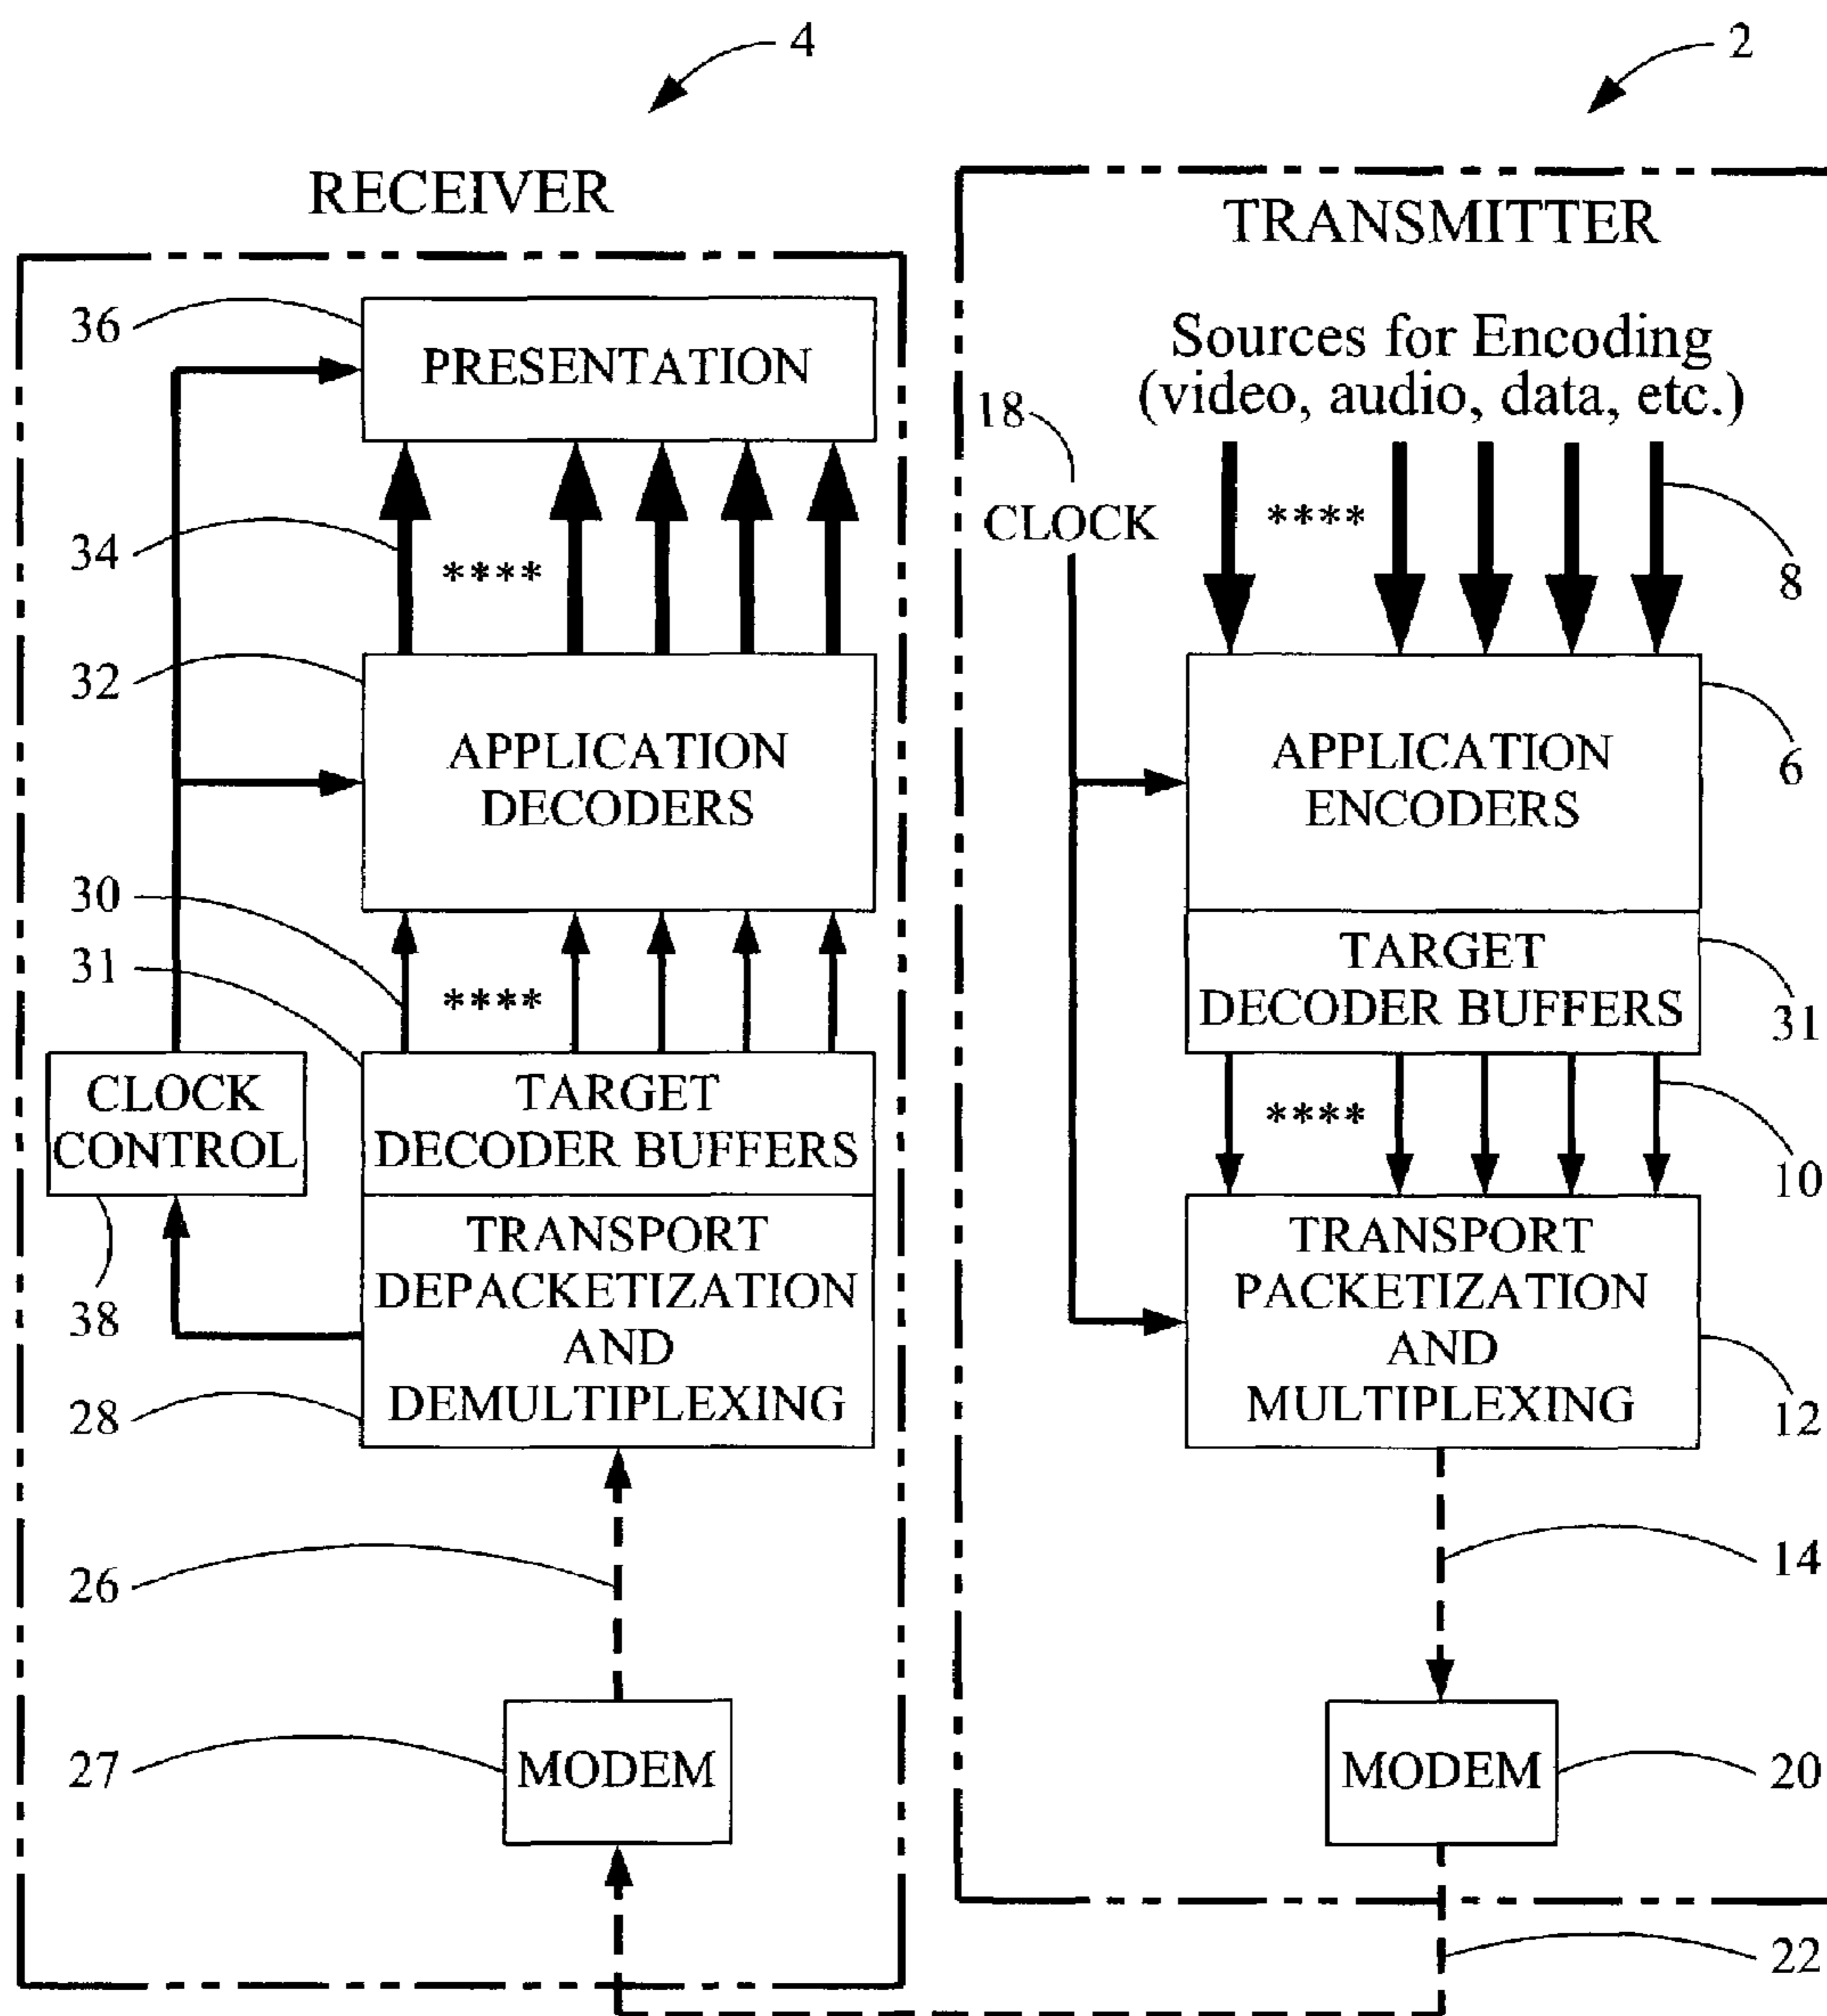 4
2
RECEIVER
TRANSMITTER
36
PRESENTATION
Sources for Encoding
(video, audio, data, etc.)
18
CLOCK
34
****
****
8
32
APPLICATION
DECODERS
APPLICATION
ENCODERS
6
30
31
****
TARGET
DECODER BUFFERS
31
CLOCK
CONTROL
TARGET
DECODER BUFFERS
****
10
38
TRANSPORT
DEPACKETIZATION
AND
DEMULTIPLEXING
28
TRANSPORT
PACKETIZATION
AND
MULTIPLEXING
12
26
14
27
MODEM
MODEM
20
22